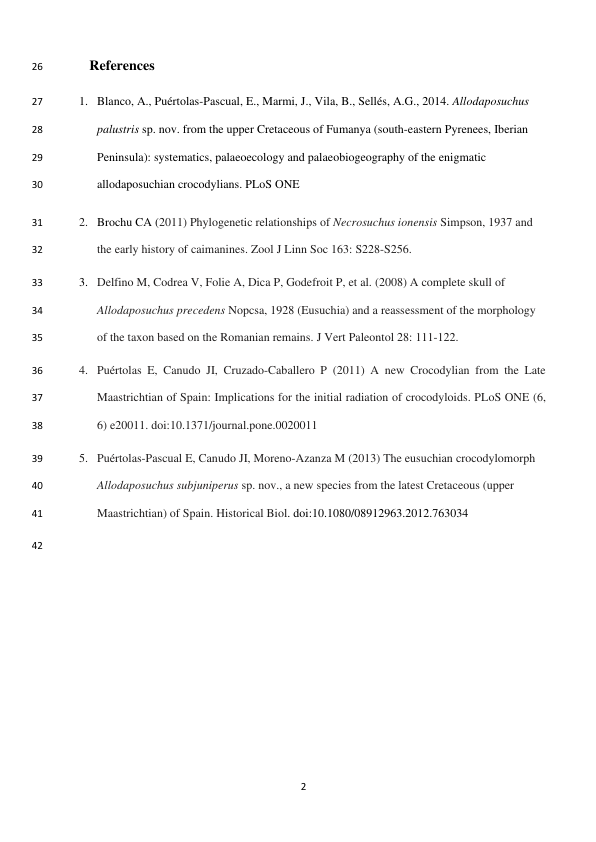 26 References
27 1. Blanco, A., Puértolas-Pascual, E., Marmi, J., Vila, B., Sellés, A.G., 2014. Allodaposuchus
28 palustris sp. nov. from the upper Cretaceous of Fumanya (south-eastern Pyrenees, Iberian
29 Peninsula): systematics, palaeoecology and palaeobiogeography of the enigmatic
30 allodaposuchian crocodylians. PLoS ONE
31 2. Brochu CA (2011) Phylogenetic relationships of Necrosuchus ionensis Simpson, 1937 and
32 the early history of caimanines. Zool J Linn Soc 163: S228-S256.
33 3. Delfino M, Codrea V, Folie A, Dica P, Godefroit P, et al. (2008) A complete skull of
34 Allodaposuchus precedens Nopcsa, 1928 (Eusuchia) and a reassessment of the morphology
35 of the taxon based on the Romanian remains. J Vert Paleontol 28: 111-122.
36 4. Puértolas E, Canudo JI, Cruzado-Caballero P (2011) A new Crocodylian from the Late
37 Maastrichtian of Spain: Implications for the initial radiation of crocodyloids. PLoS ONE (6,
38 6) e20011. doi:10.1371/journal.pone.0020011
39 5. Puértolas-Pascual E, Canudo JI, Moreno-Azanza M (2013) The eusuchian crocodylomorph
40 Allodaposuchus subjuniperus sp. nov., a new species from the latest Cretaceous (upper
41 Maastrichtian) of Spain. Historical Biol. doi:10.1080/08912963.2012.763034
42
2